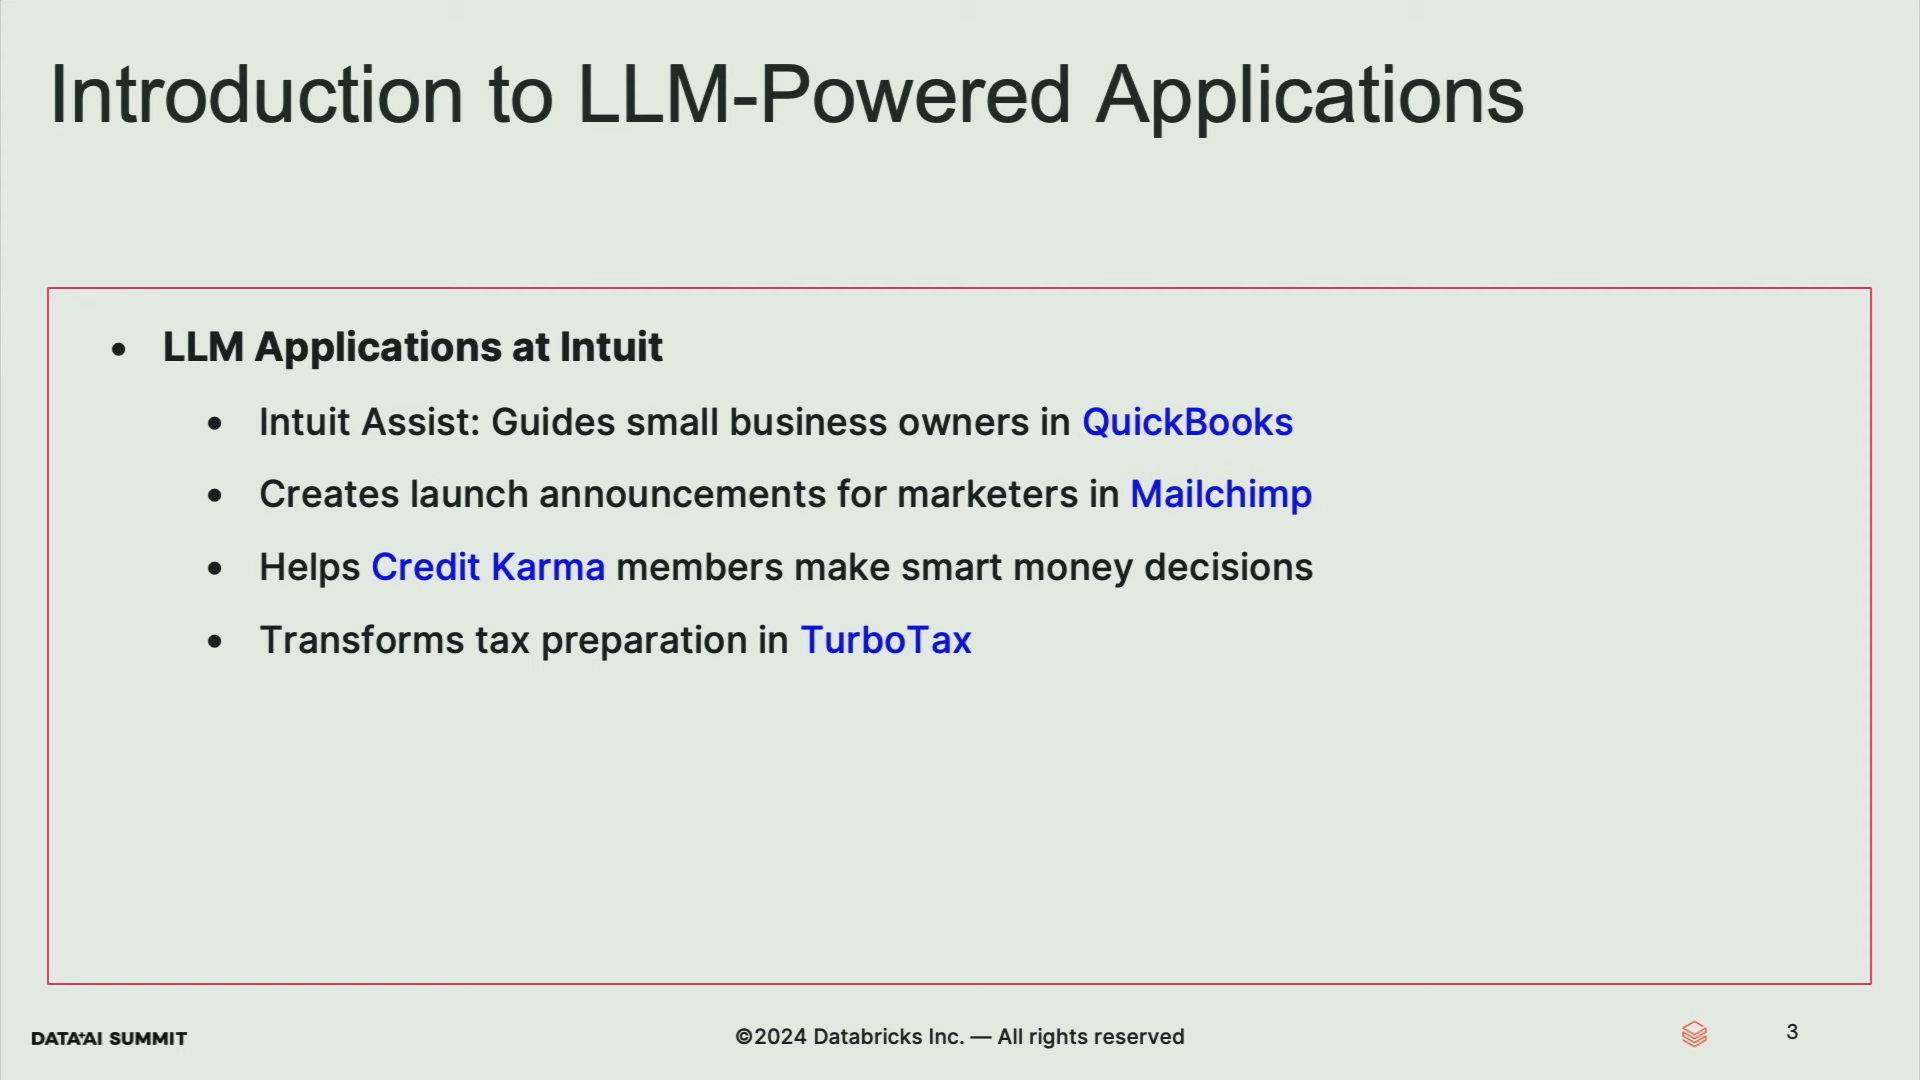 Introduction to LLM-Powered Applications
• LLM Applications at Intuit
• Intuit Assist: Guides small business owners in QuickBooks
• Creates launch announcements for marketers in Mailchimp
• Helps Credit Karma members make smart money decisions
• Transforms tax preparation in TurboTax
DATA+AI SUMMIT
©2024 Databricks Inc. — All rights reserved
3